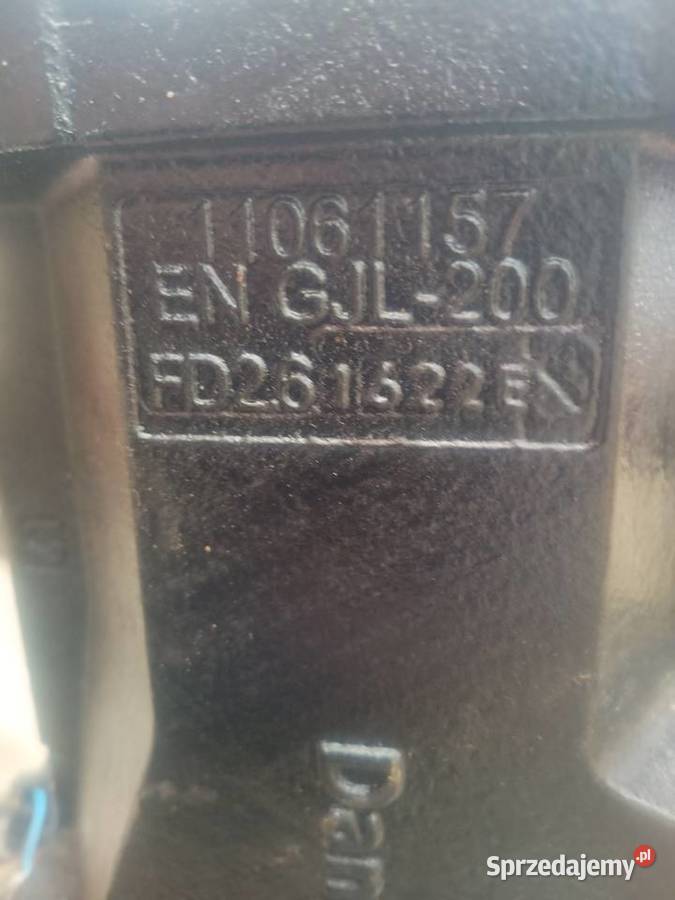 11061157
EN GJL-200
FD261622E
Dan
Sprzedajemy.pl